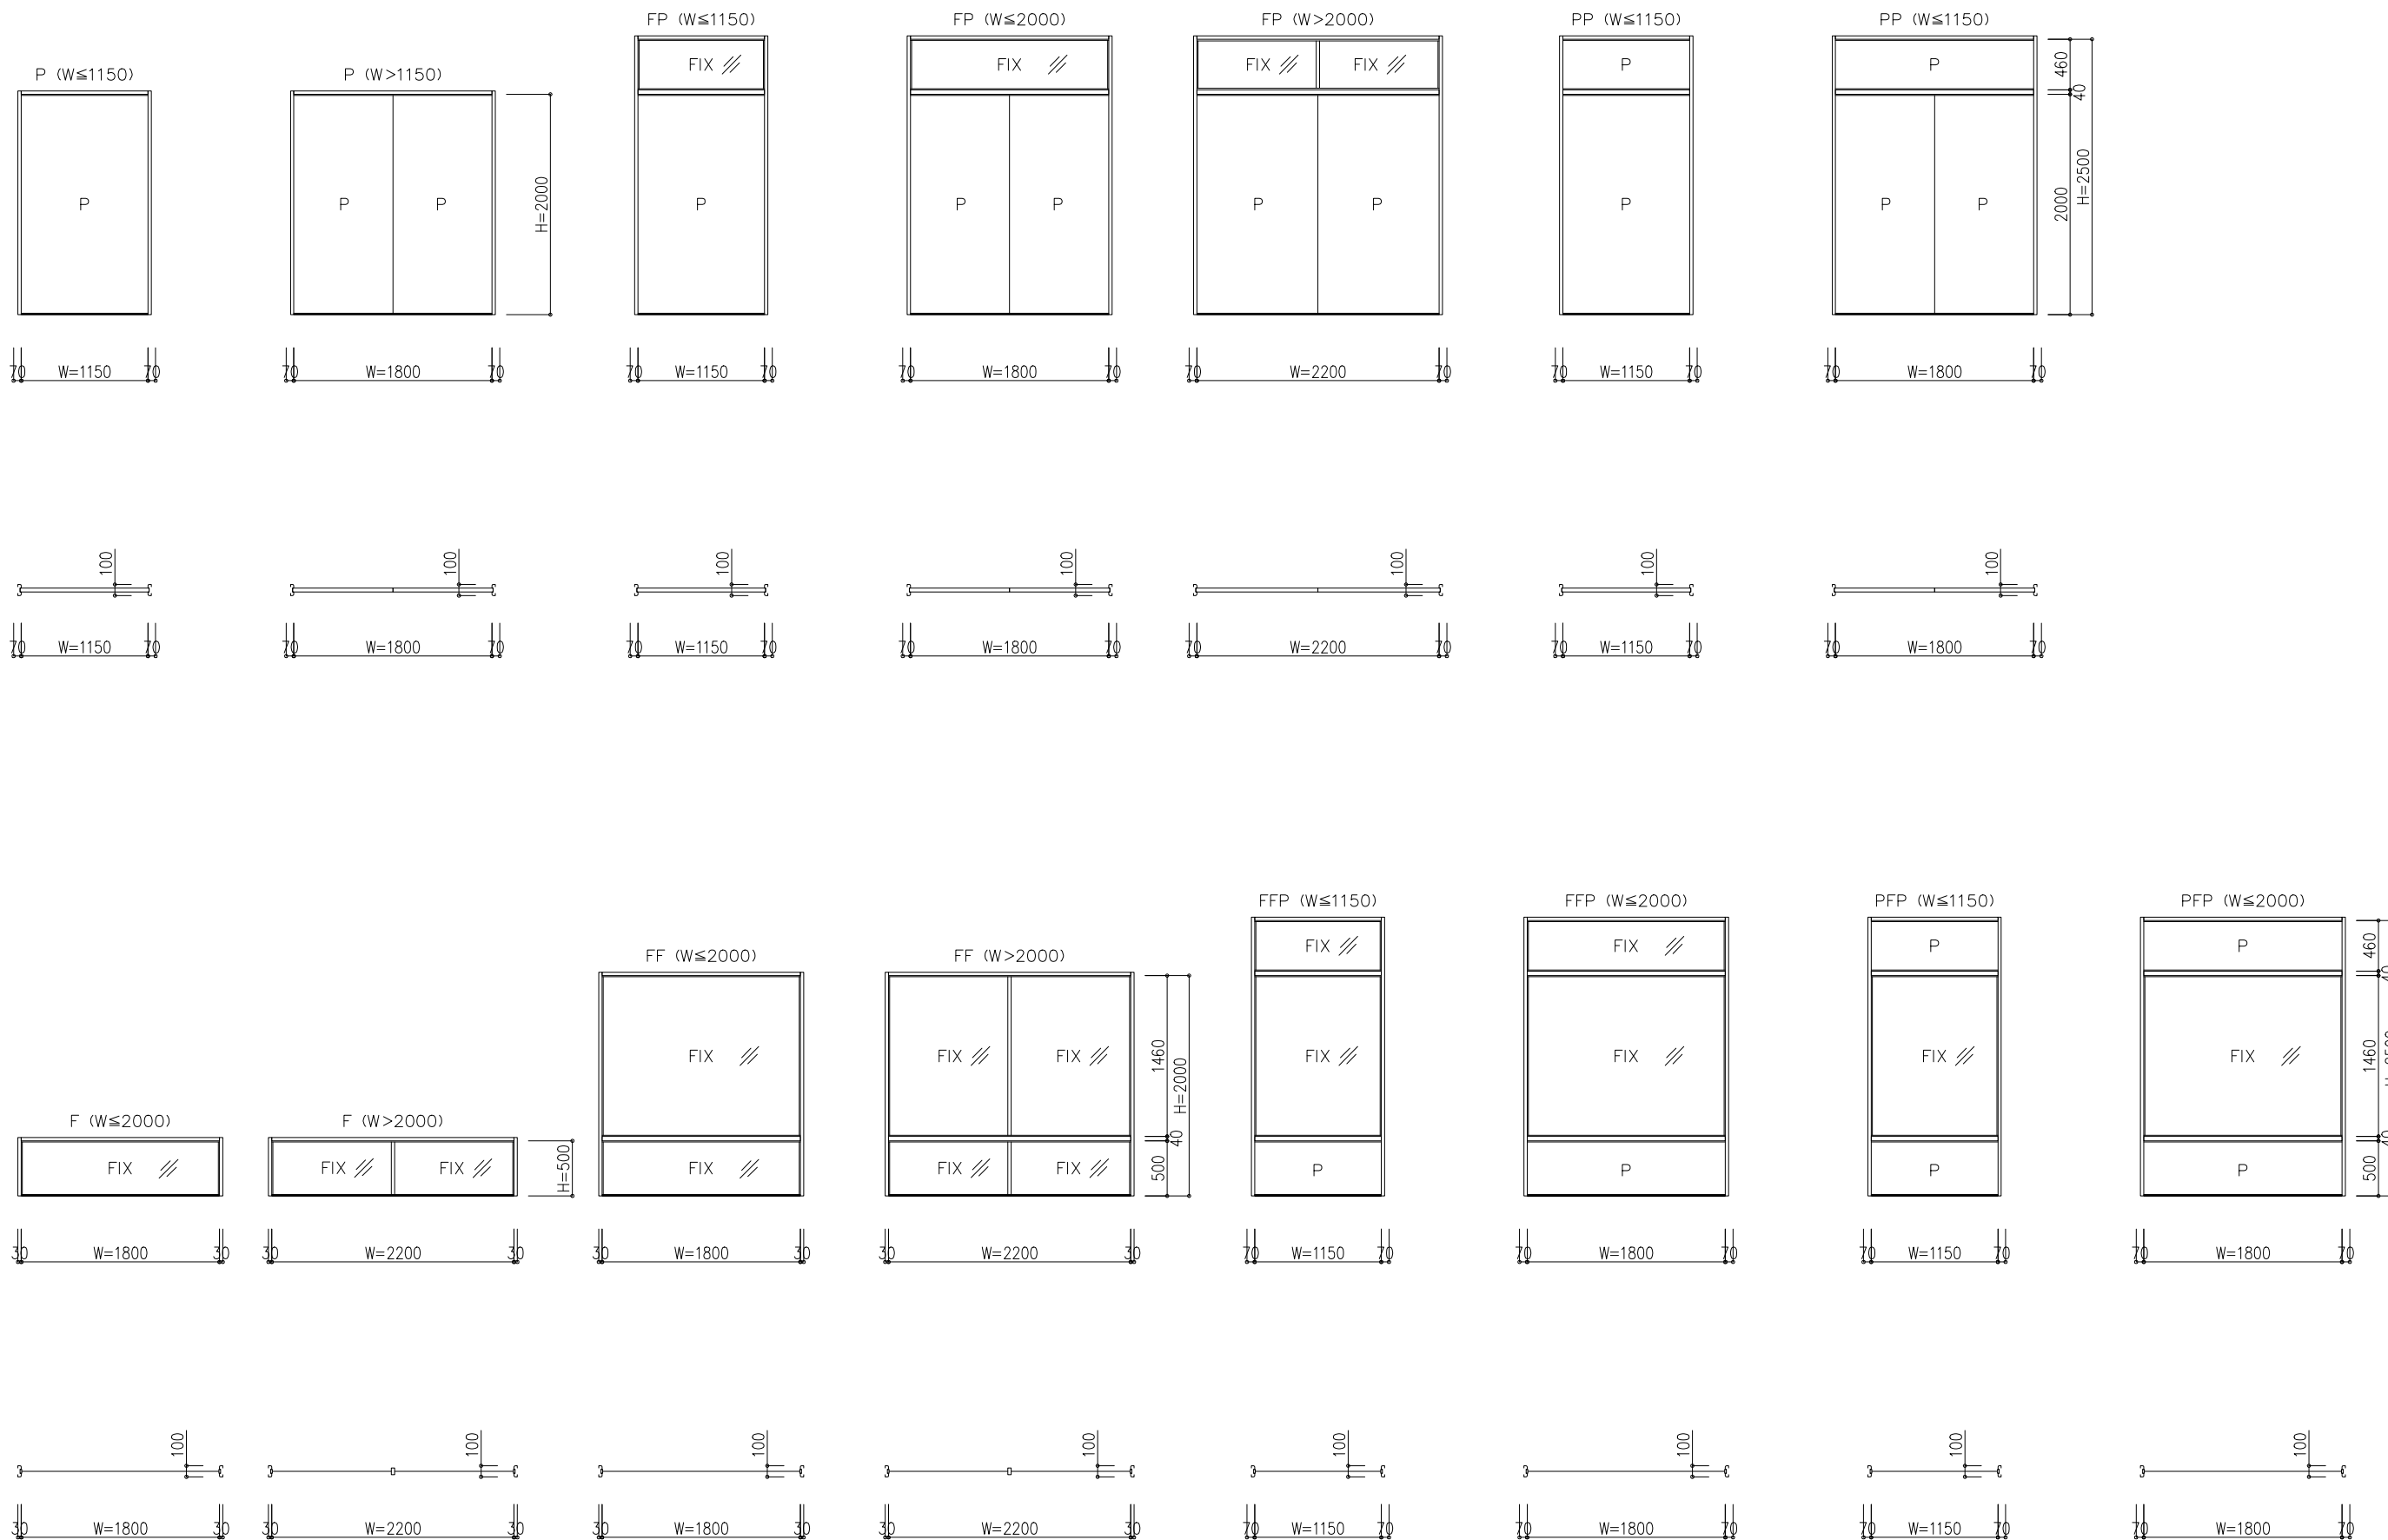 FP (W≦1150)
FP (W≦2000)
FP (W>2000)
PP (W≦1150)
PP (W≦1150)
P (W≦1150)
P (W>1150)
FIX
FIX
FIX
FIX
P
P
460
40
P
P
P
P
P
P
P
P
P
P
P
H=2000
2000
H=2500
70
W=1150
70
70
W=1800
70
70
W=1150
70
70
W=1800
70
70
W=2200
70
70
W=1150
70
70
W=1800
70
100
100
100
100
100
100
100
70
W=1150
70
70
W=1800
70
70
W=1150
70
70
W=1800
70
70
W=2200
70
70
W=1150
70
70
W=1800
70
FFP (W≦1150)
FFP (W≦2000)
PFP (W≦1150)
PFP (W≦2000)
FF (W≦2000)
FF (W>2000)
FIX
FIX
P
P
460
40
FIX
FIX
FIX
FIX
FIX
FIX
FIX
1460
H=2000
1460
F (W≦2000)
F (W>2000)
FIX
FIX
FIX
H=500
FIX
FIX
FIX
40
500
P
P
P
P
40
500
30
W=1800
30
30
W=2200
30
30
W=1800
30
30
W=2200
30
70
W=1150
70
70
W=1800
70
70
W=1150
70
70
W=1800
70
100
100
100
100
100
100
100
100
30
W=1800
30
30
W=2200
30
30
W=1800
30
30
W=2200
30
70
W=1150
70
70
W=1800
70
70
W=1150
70
70
W=1800
70